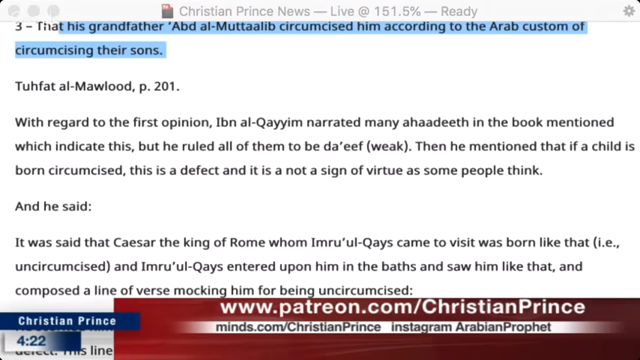 Christian Prince News — Live @ 151.5% — Ready
3 – That his grandfather 'Abd al-Muttaalib circumcised him according to the Arab custom of
circumcising their sons.
Tuhfat al-Mawlood, p. 201.
With regard to the first opinion, Ibn al-Qayyim narrated many ahaadeeth in the book mentioned
which indicate this, but he ruled all of them to be da'eef (weak). Then he mentioned that if a child is
born circumcised, this is a defect and it is a not a sign of virtue as some people think.
And he said:
It was said that Caesar the king of Rome whom Imru'ul-Qays came to visit was born like that (i.e.,
uncircumcised) and Imru'ul-Qays entered upon him in the baths and saw him like that, and
composed a line of verse mocking him for being uncircumcised:
www.patreon.com/ChristianPrince
Christian Prince
minds.com/ChristianPrince instagram ArabianProphet
4:22
defect. This line